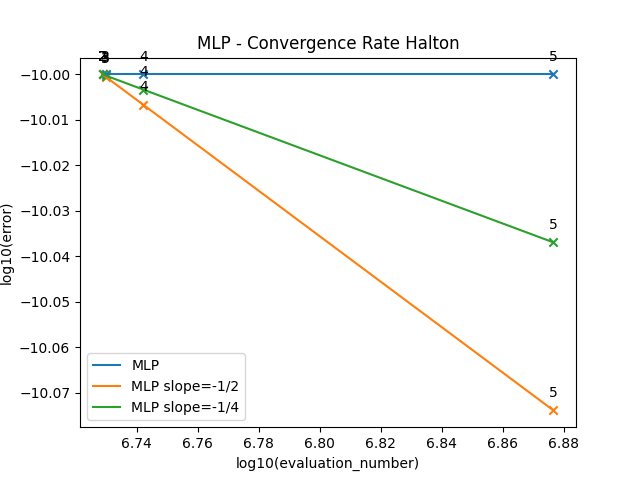 MLP - Convergence Rate Halton
4
5
4
4
5
5
−10.00
−10.01
−10.02
−10.03
−10.04
−10.05
−10.06
−10.07
log10(error)
MLP
MLP slope=-1/2
MLP slope=-1/4
6.74 6.76 6.78 6.80 6.82 6.84 6.86 6.88
log10(evaluation_number)